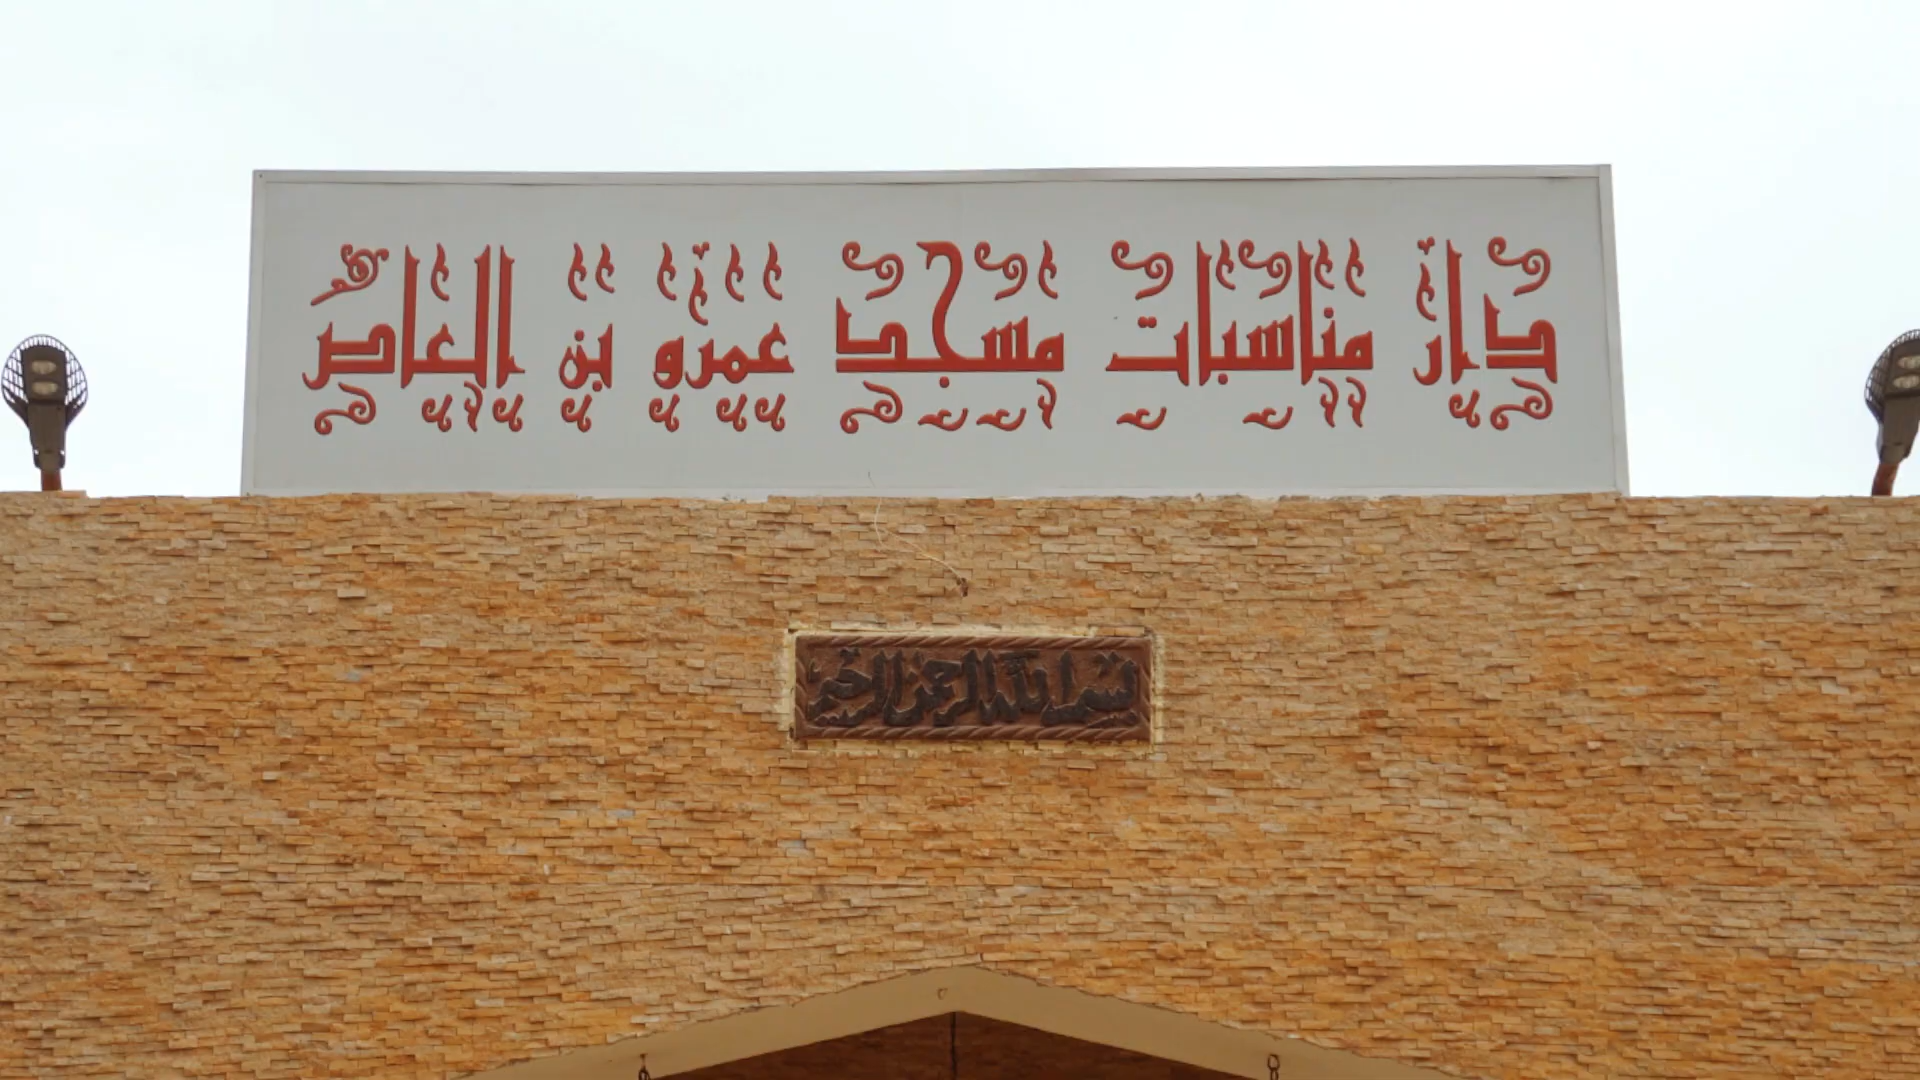 دار مناسبات مسجد عمرو بن العاص
بسم الله الرحمن الرحيم